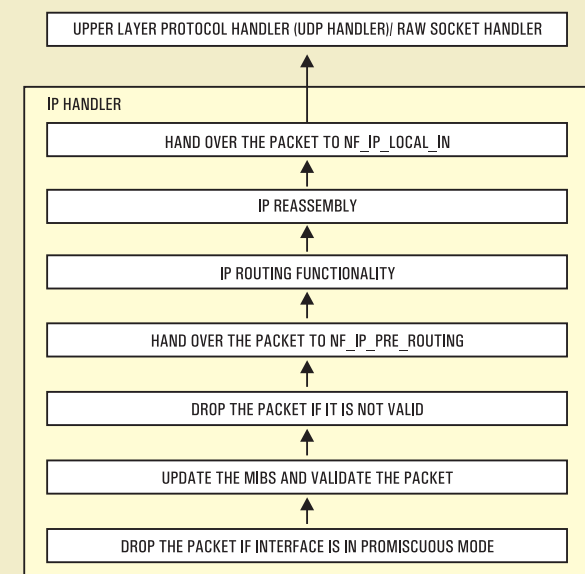 UPPER LAYER PROTOCOL HANDLER (UDP HANDLER)/ RAW SOCKET HANDLER
IP HANDLER
HAND OVER THE PACKET TO NF_IP_LOCAL_IN
IP REASSEMBLY
IP ROUTING FUNCTIONALITY
HAND OVER THE PACKET TO NF_IP_PRE_ROUTING
DROP THE PACKET IF IT IS NOT VALID
UPDATE THE MIBS AND VALIDATE THE PACKET
DROP THE PACKET IF INTERFACE IS IN PROMISCUOUS MODE